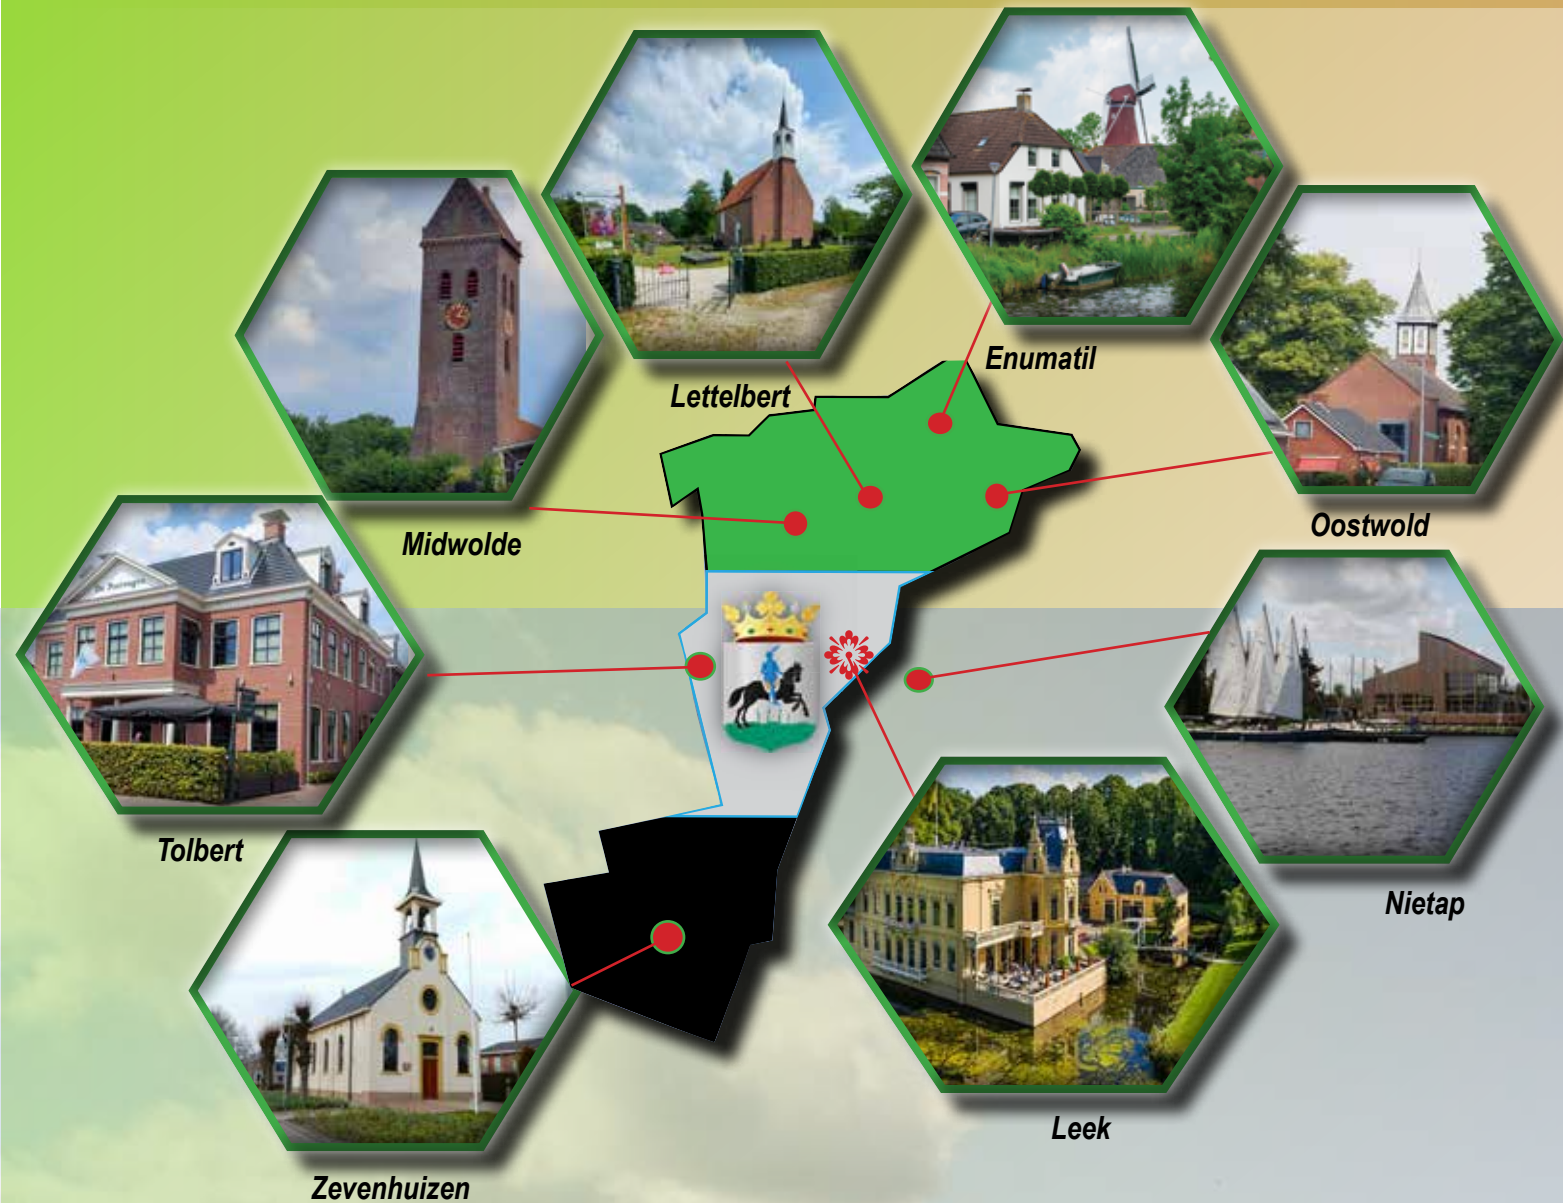 Enumatil
Lettelbert
Oostwold
Midwolde
Tolbert
Nietap
Leek
Zevenhuizen